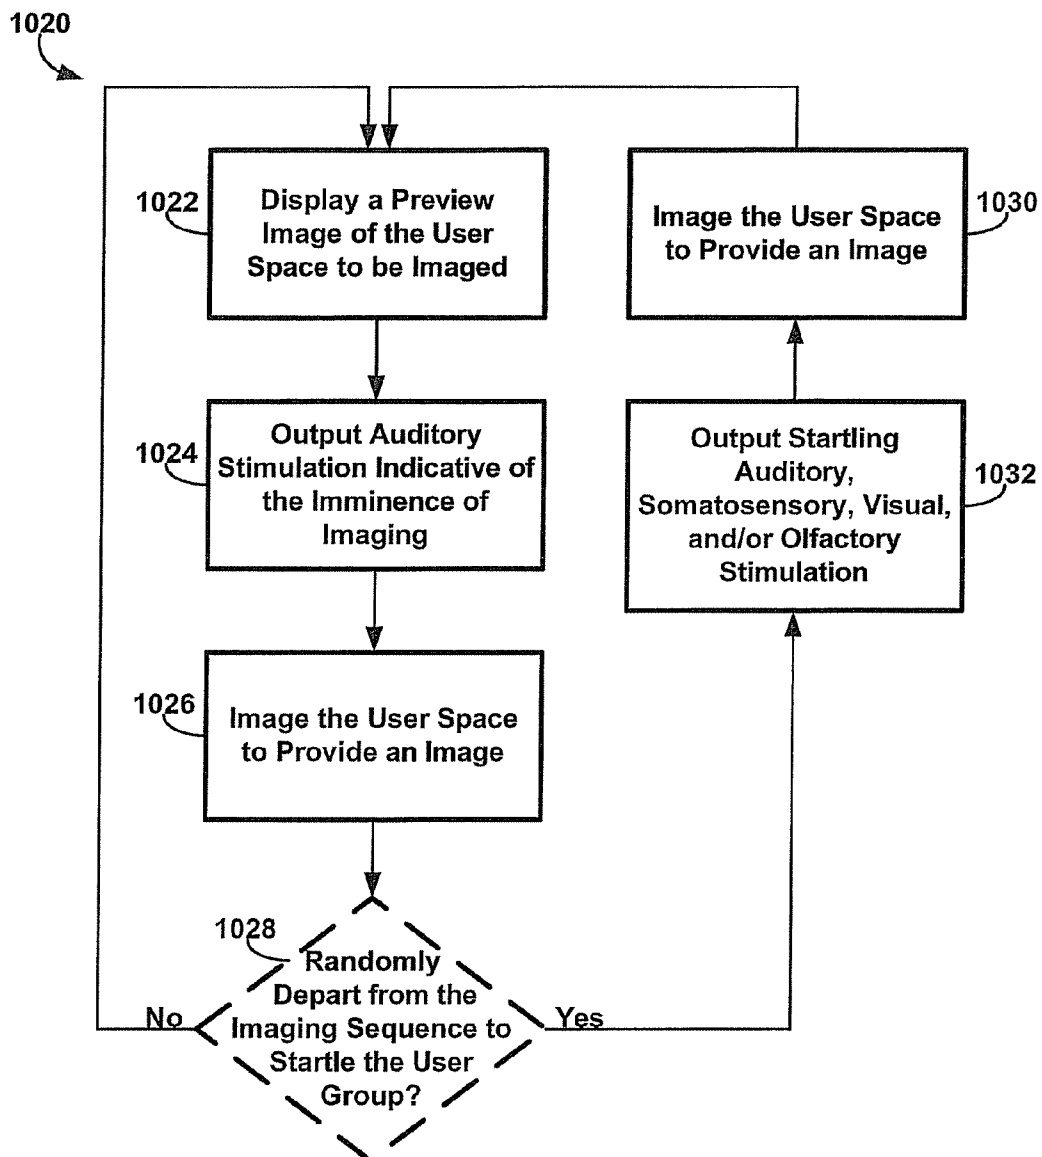 1020
1022
Display a Preview
Image of the User
Space to be Imaged
1030
Image the User Space
to Provide an Image
1024
Output Auditory
Stimulation Indicative of
the Imminence of
Imaging
1032
Output Startling
Auditory,
Somatosensory, Visual,
and/or Olfactory
Stimulation
1026
Image the User Space
to Provide an Image
1028
Randomly
Depart from the
Imaging Sequence to
Startle the User
Group?
No
Yes